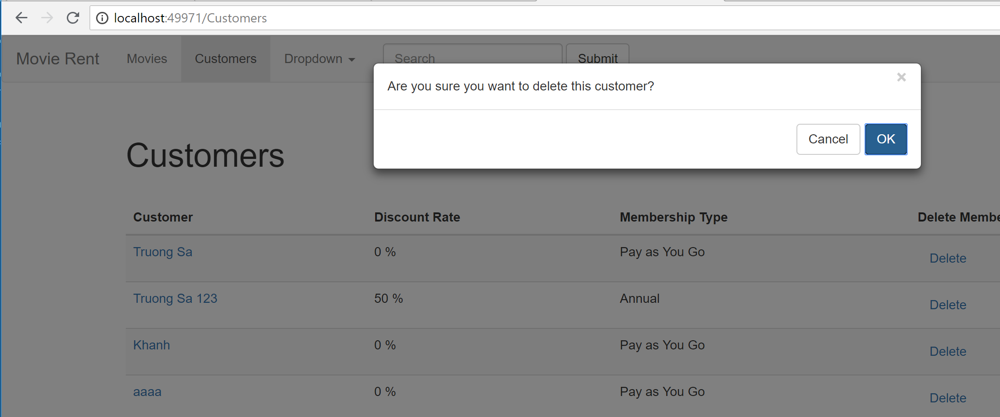 localhost:49971/Customers
Movie Rent Movies Customers Dropdown Search Submit
Are you sure you want to delete this customer?
×
Cancel OK
Customers
Customer Discount Rate Membership Type Delete Membe
Truong Sa 0 % Pay as You Go Delete
Truong Sa 123 50 % Annual Delete
Khanh 0 % Pay as You Go Delete
aaaa 0 % Pay as You Go Delete